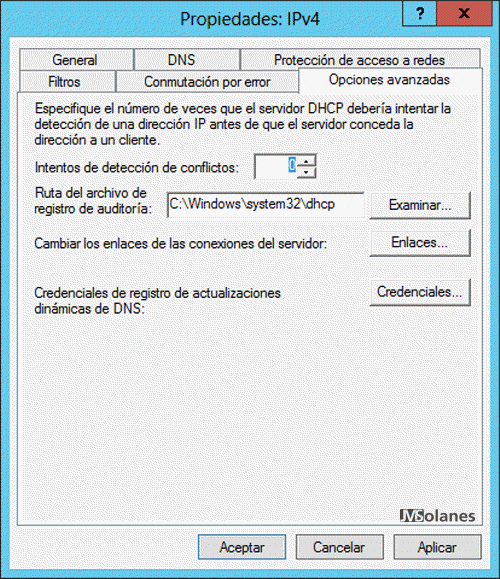 Propiedades: IPv4
?
x
General
DNS
Protección de acceso a redes
Filtros
Conmutación por error
Opciones avanzadas
Especifique el número de veces que el servidor DHCP debería intentar la
detección de una dirección IP antes de que el servidor conceda la
dirección a un cliente.
Intentos de detección de conflictos:
0
Ruta del archivo de
registro de auditoría:
C:\Windows\system32\dhcp
Examinar...
Cambiar los enlaces de las conexiones del servidor:
Enlaces...
Credenciales de registro de actualizaciones
dinámicas de DNS:
Credenciales...
JMSolanes
Aceptar
Cancelar
Aplicar